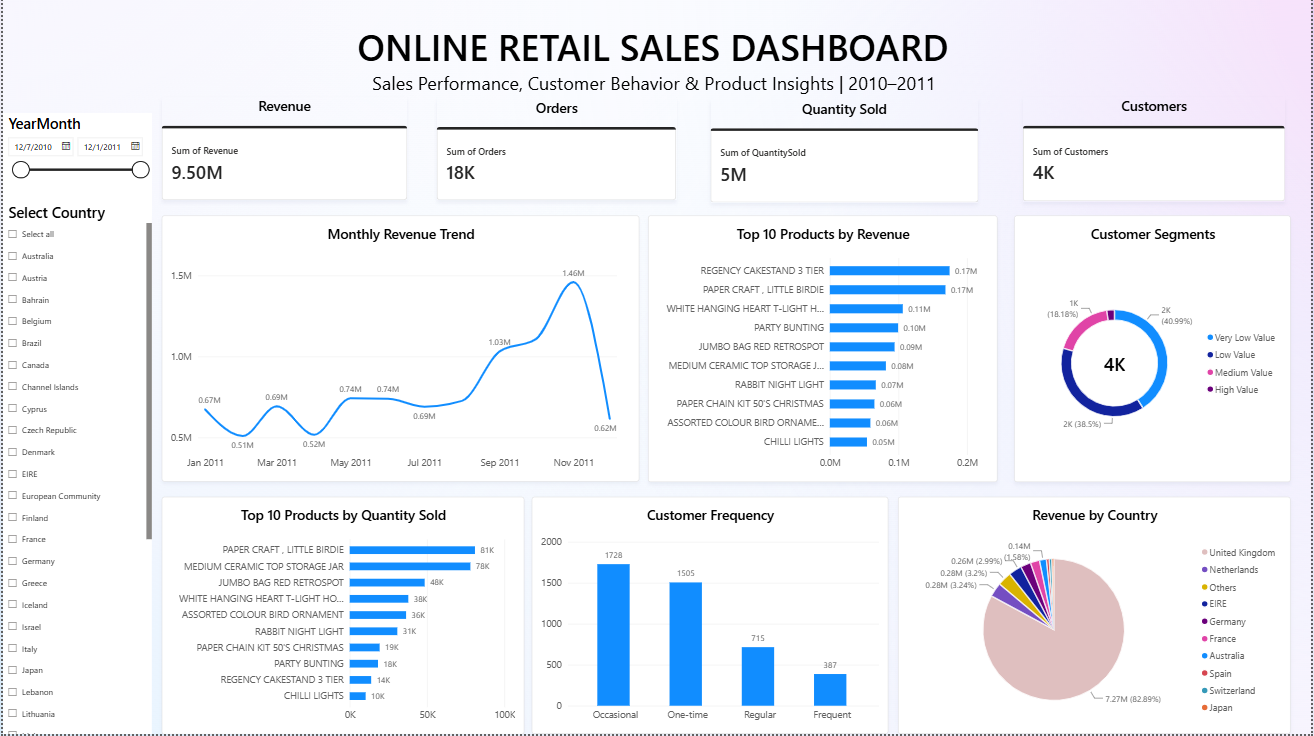 ONLINE RETAIL SALES DASHBOARD
Sales Performance, Customer Behavior & Product Insights | 2010–2011
Revenue
Sum of Revenue
9.50M
Orders
Sum of Orders
18K
Quantity Sold
Sum of QuantitySold
5M
Customers
Sum of Customers
4K
YearMonth
12/7/2010 12/1/2011
Select Country
Select all
Australia
Austria
Bahrain
Belgium
Brazil
Canada
Channel Islands
Cyprus
Czech Republic
Denmark
EIRE
European Community
Finland
France
Germany
Greece
Iceland
Israel
Italy
Japan
Lebanon
Lithuania
Monthly Revenue Trend
1.5M
1.0M
0.5M
0.67M
0.51M
0.69M
0.52M
0.74M
0.74M
0.69M
1.03M
1.46M
0.62M
Jan 2011 Mar 2011 May 2011 Jul 2011 Sep 2011 Nov 2011
Top 10 Products by Revenue
REGENCY CAKESTAND 3 TIER 0.17M
PAPER CRAFT , LITTLE BIRDIE 0.17M
WHITE HANGING HEART T-LIGHT H... 0.11M
PARTY BUNTING 0.10M
JUMBO BAG RED RETROSPOT 0.09M
MEDIUM CERAMIC TOP STORAGE J... 0.08M
RABBIT NIGHT LIGHT 0.07M
PAPER CHAIN KIT 50'S CHRISTMAS 0.06M
ASSORTED COLOUR BIRD ORNAME... 0.06M
CHILLI LIGHTS 0.05M
0.0M 0.1M 0.2M
Customer Segments
1K
(18.18%)
2K
(40.99%)
4K
2K (38.5%)
Very Low Value
Low Value
Medium Value
High Value
Top 10 Products by Quantity Sold
PAPER CRAFT , LITTLE BIRDIE 81K
MEDIUM CERAMIC TOP STORAGE JAR 78K
JUMBO BAG RED RETROSPOT 48K
WHITE HANGING HEART T-LIGHT HO... 38K
ASSORTED COLOUR BIRD ORNAMENT 36K
RABBIT NIGHT LIGHT 31K
PAPER CHAIN KIT 50'S CHRISTMAS 19K
PARTY BUNTING 18K
REGENCY CAKESTAND 3 TIER 14K
CHILLI LIGHTS 10K
0K 50K 100K
Customer Frequency
2000
1500
1000
500
0
1728
1505
715
387
Occasional One-time Regular Frequent
Revenue by Country
0.14M
(1.58%)
0.26M (2.99%)
0.28M (3.2%)
0.28M (3.24%)
7.27M (82.89%)
United Kingdom
Netherlands
Others
EIRE
Germany
France
Australia
Spain
Switzerland
Japan